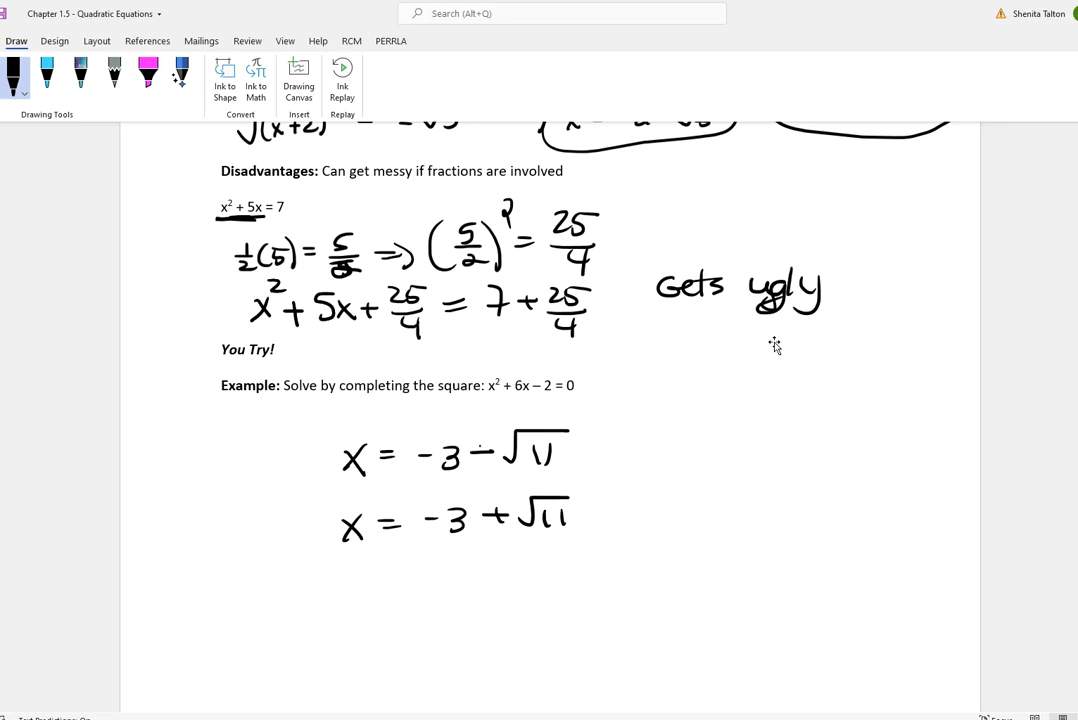 Chapter 1.5 - Quadratic Equations
Search (Alt+Q)
Shenita Talton
Draw Design Layout References Mailings Review View Help RCM PERRLA
Ink to Shape
Ink to Math
Drawing Canvas
Ink Replay
Drawing Tools Convert Insert Replay
√(x+2)
Disadvantages: Can get messy if fractions are involved
x² + 5x = 7
1/2(5) = 5/2 => (5/2)² = 25/4
x² + 5x + 25/4 = 7 + 25/4
Gets ugly
You Try!
Example: Solve by completing the square: x² + 6x – 2 = 0
x = -3 - √11
x = -3 + √11